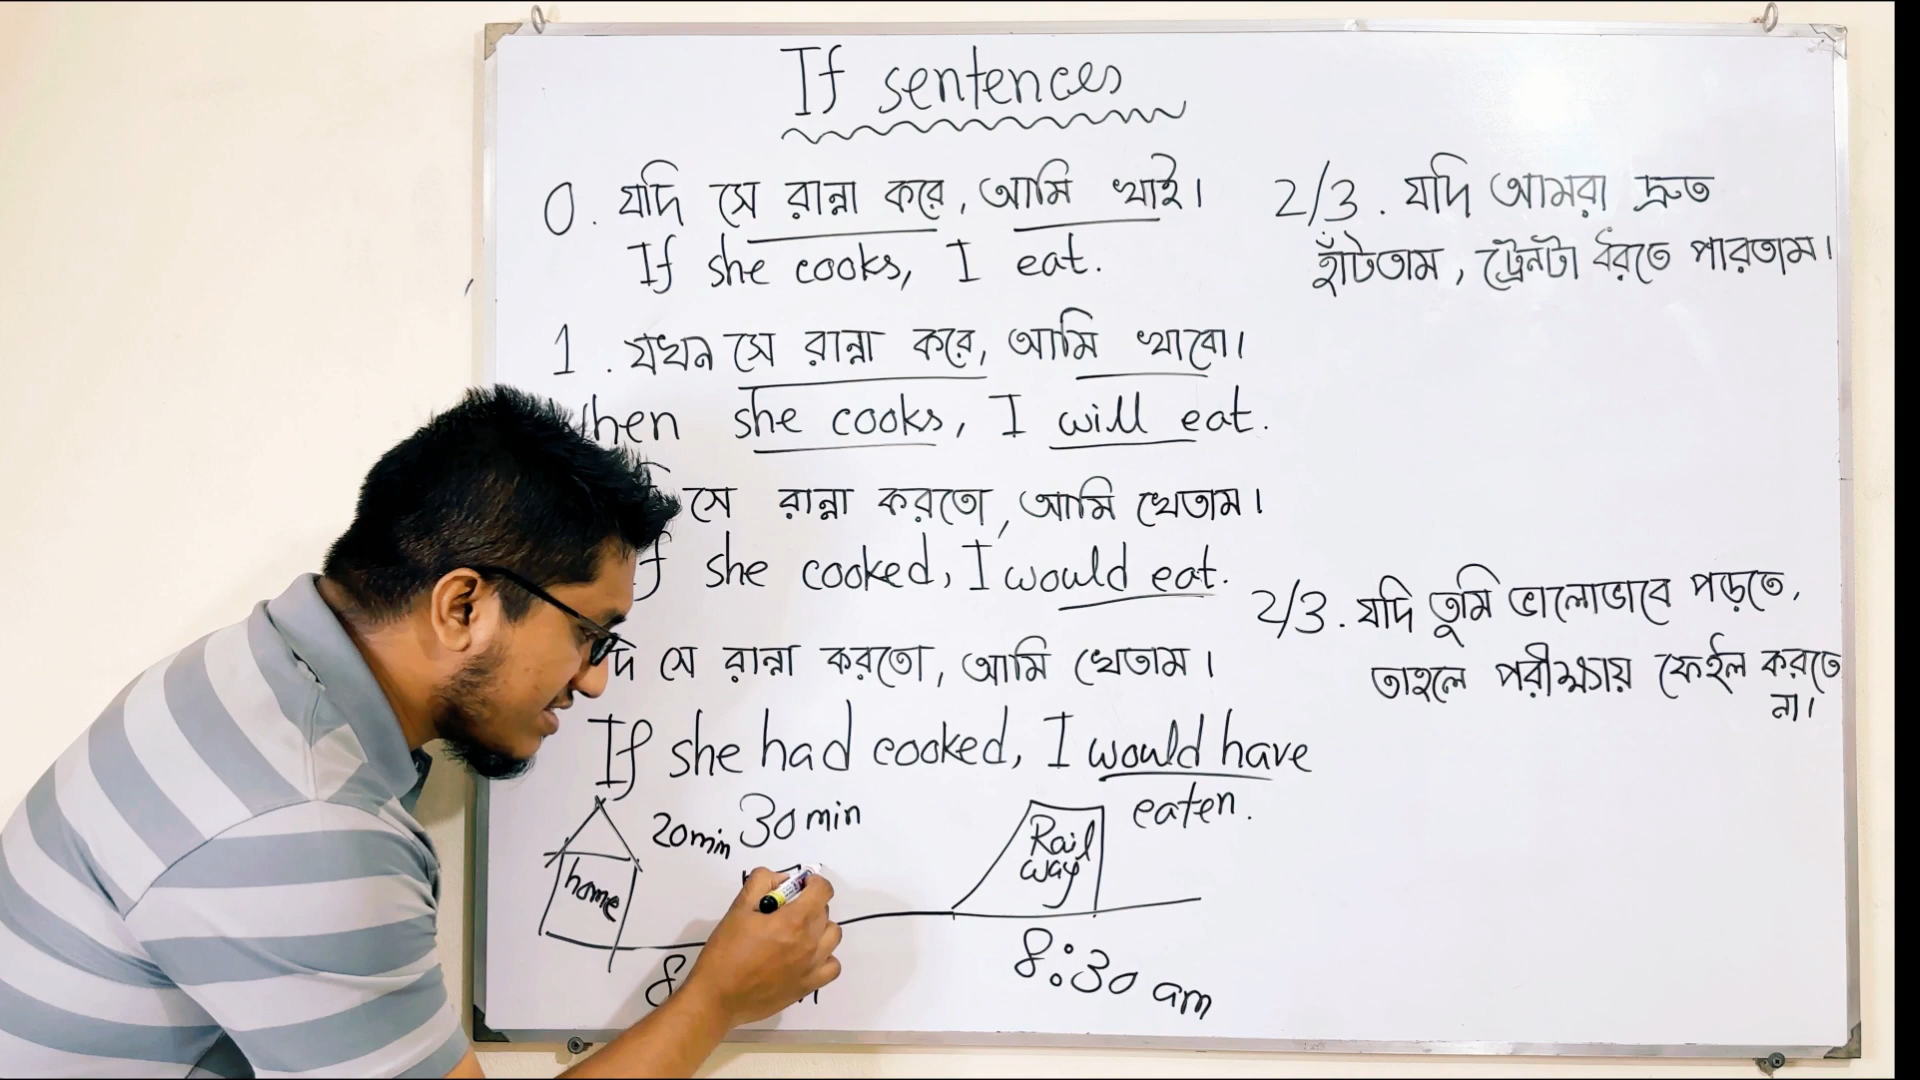 If sentences
0. যদি সে রান্না করে, আমি খাই।
If she cooks, I eat.
1. যখন সে রান্না করে, আমি খাবো।
she cooks, I will eat.
সে রান্না করতো, আমি খেতাম।
she cooked, I would eat.
সে রান্না করতো, আমি খেতাম।
If she had cooked, I would have
eaten.
20min 30 min
home
Rail
way
8:30 am
2/3. যদি আমরা দ্রুত
হাঁটতাম, ট্রেনটা ধরতে পারতাম।
2/3. যদি তুমি ভালোভাবে পড়তে,
তাহলে পরীক্ষায় ফেইল করতে
না।